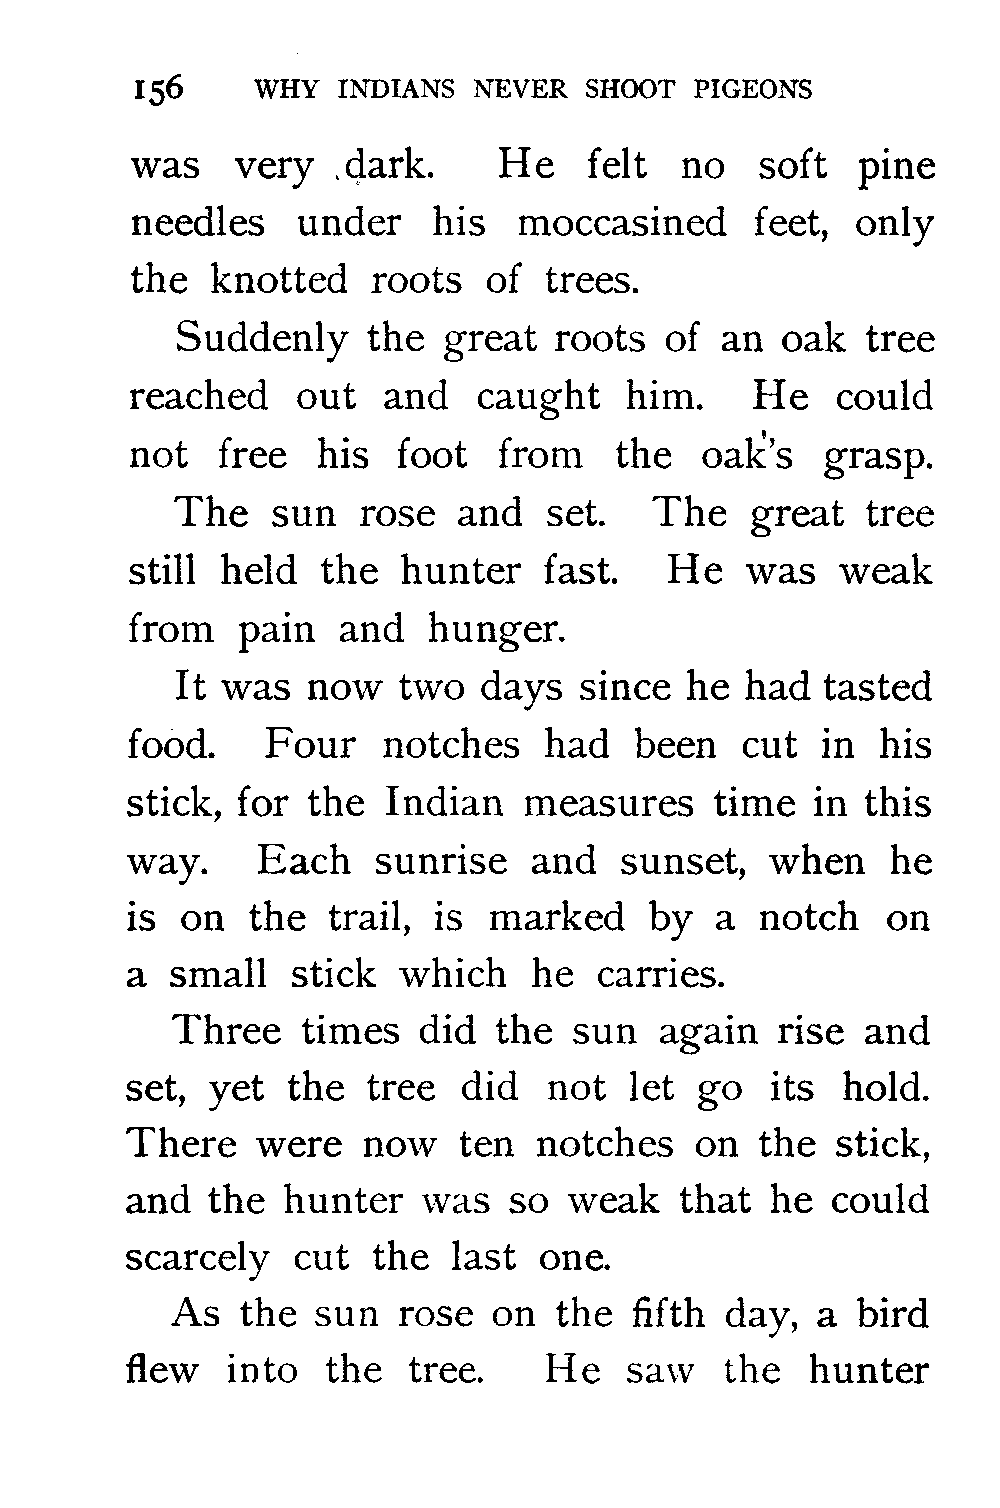 156 WHY INDIANS NEVER SHOOT PIGEONS
was very dark. He felt no soft pine
needles under his moccasined feet, only
the knotted roots of trees.
Suddenly the great roots of an oak tree
reached out and caught him. He could
not free his foot from the oak's grasp.
The sun rose and set. The great tree
still held the hunter fast. He was weak
from pain and hunger.
It was now two days since he had tasted
food. Four notches had been cut in his
stick, for the Indian measures time in this
way. Each sunrise and sunset, when he
is on the trail, is marked by a notch on
a small stick which he carries.
Three times did the sun again rise and
set, yet the tree did not let go its hold.
There were now ten notches on the stick,
and the hunter was so weak that he could
scarcely cut the last one.
As the sun rose on the fifth day, a bird
flew into the tree. He saw the hunter